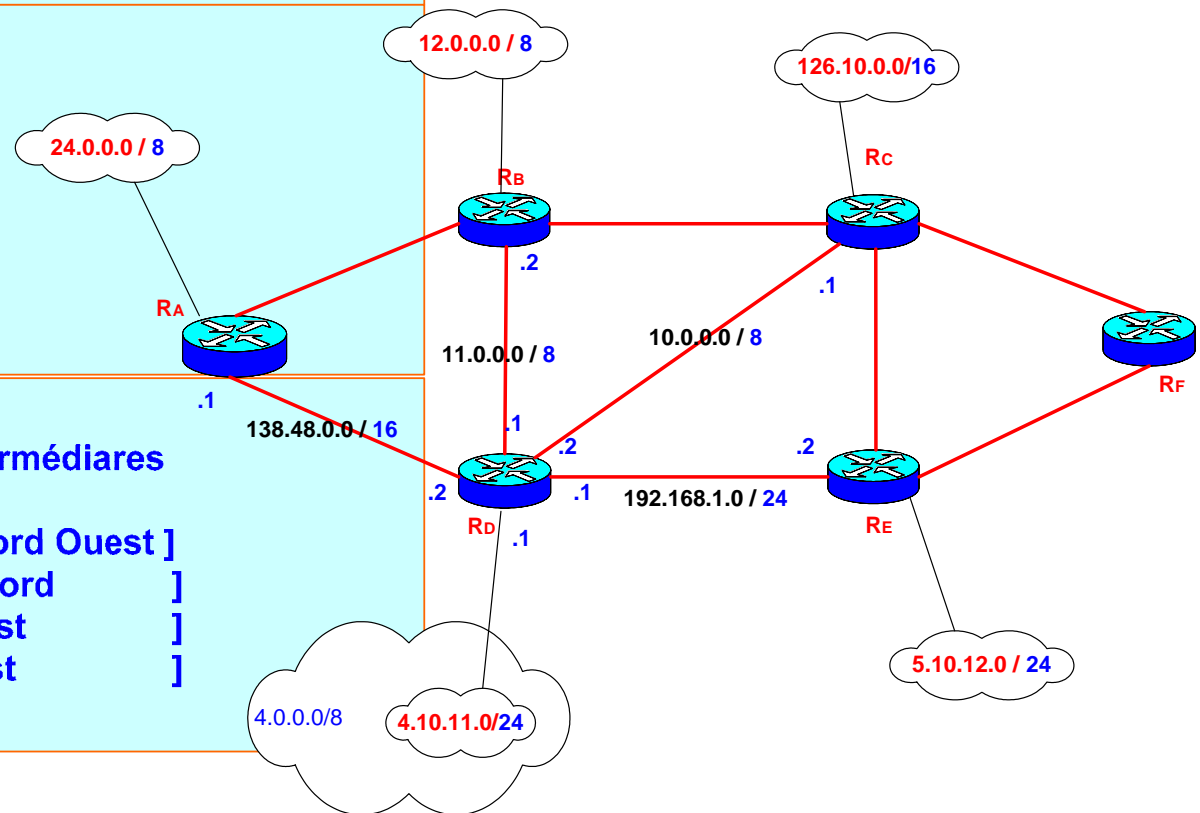 12.0.0.0 / 8
126.10.0.0/16
24.0.0.0 / 8
RC
RB
.2
.1
RA
10.0.0.0 / 8
11.0.0.0 / 8
RF
.1
138.48.0.0 / 16
.1
.2
.2
ord Ouest ]
ord ]
st ]
st ]
.2
.1
192.168.1.0 / 24
RD
.1
RE
5.10.12.0 / 24
4.0.0.0/8
4.10.11.0/24